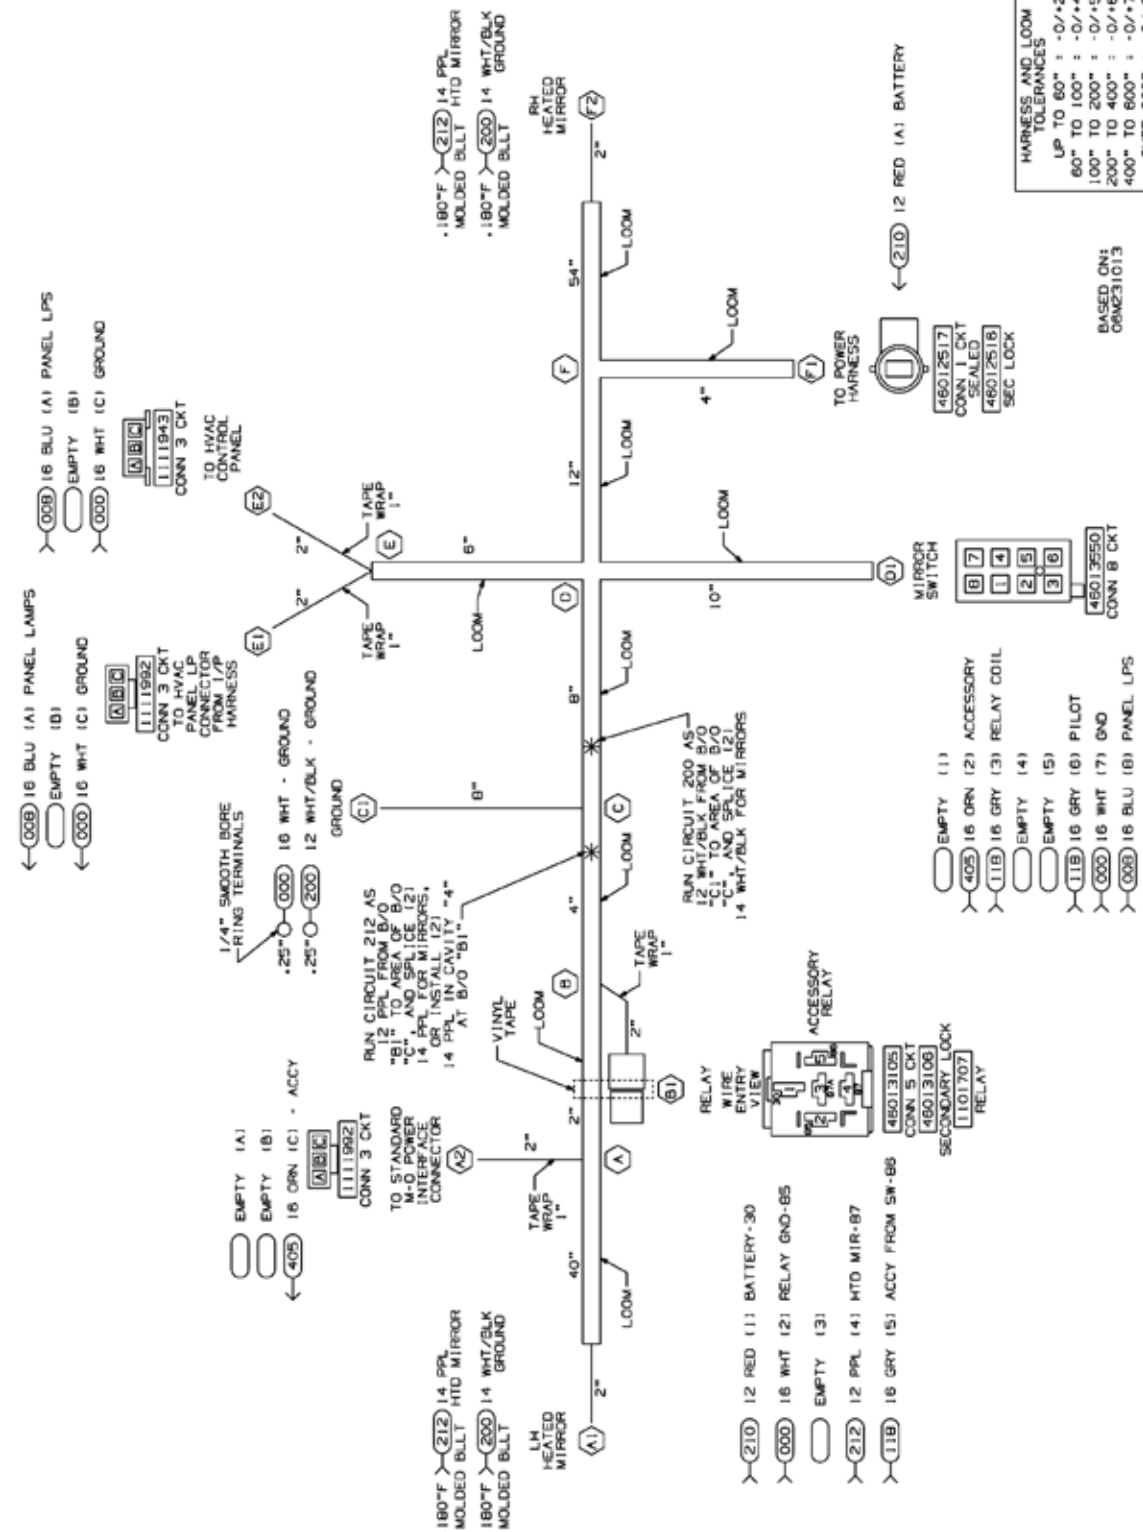 180°F 212 14 PPL
MOLDED BLLT HTD MIRROR
180°F 200 14 WHT/BLK
MOLDED BLLT GROUND
LH
HEATED
MIRROR
A1
2"
40"
LOOM
EMPTY (A)
EMPTY (B)
405 16 ORN (C) - ACCY
A B C
1111992
CONN 3 CKT
TO STANDARD
M-O POWER
INTERFACE
CONNECTOR
A2
TAPE
WRAP
1"
2"
A
2"
VINYL
TAPE
LOOM
B
2"
TAPE
WRAP
1"
B1
RELAY
WIRE
ENTRY
VIEW
ACCESSORY
RELAY
46013105
CONN 5 CKT
46013106
SECONDARY LOCK
1101707
RELAY
210 12 RED (1) BATTERY-30
000 16 WHT (2) RELAY GND-85
EMPTY (3)
212 12 PPL (4) HTD MIR-87
118 16 GRY (5) ACCY FROM SW-86
1/4" SMOOTH BORE
RING TERMINALS
.25" 000 16 WHT - GROUND
.25" 200 12 WHT/BLK - GROUND
GROUND
C1
8"
RUN CIRCUIT 212 AS
12 PPL FROM B/O
"B1" TO AREA OF B/O
"C", AND SPLICE (2)
14 PPL FOR MIRRORS,
OR INSTALL (2)
14 PPL IN CAVITY "4"
AT B/O "B1"
4"
LOOM
C
RUN CIRCUIT 200 AS
12 WHT/BLK FROM B/O
"C1" TO AREA OF B/O
"C", AND SPLICE (2)
14 WHT/BLK FOR MIRRORS
8"
LOOM
D
008 16 BLU (A) PANEL LAMPS
EMPTY (B)
000 16 WHT (C) GROUND
A B C
1111992
CONN 3 CKT
TO HVAC
PANEL LP
CONNECTOR
FROM I/P
HARNESS
E1
2"
TAPE
WRAP
1"
008 16 BLU (A) PANEL LPS
EMPTY (B)
000 16 WHT (C) GROUND
A B C
1111943
CONN 3 CKT
TO HVAC
CONTROL
PANEL
E2
2"
TAPE
WRAP
1"
E
6"
LOOM
10"
LOOM
D1
MIRROR
SWITCH
8 7
1 4
2 5
3 6
46013550
CONN 8 CKT
EMPTY (1)
405 16 ORN (2) ACCESSORY
118 16 GRY (3) RELAY COIL
EMPTY (4)
EMPTY (5)
118 16 GRY (6) PILOT
000 16 WHT (7) GND
008 16 BLU (8) PANEL LPS
12"
LOOM
F
4"
LOOM
F1
TO POWER
HARNESS
46012517
CONN 1 CKT
SEALED
46012518
SEC LOCK
210 12 RED (A) BATTERY
54"
LOOM
2"
RH
HEATED
MIRROR
F2
.180"F 212 14 PPL
MOLDED BLLT HTD MIRROR
.180"F 200 14 WHT/BLK
MOLDED BLLT GROUND
BASED ON:
06M231013
HARNESS AND LOOM
TOLERANCES
UP TO 60" : -0/+2
60" TO 100" : -0/+4
100" TO 200" : -0/+5
200" TO 400" : -0/+6
400" TO 600" : -0/+7